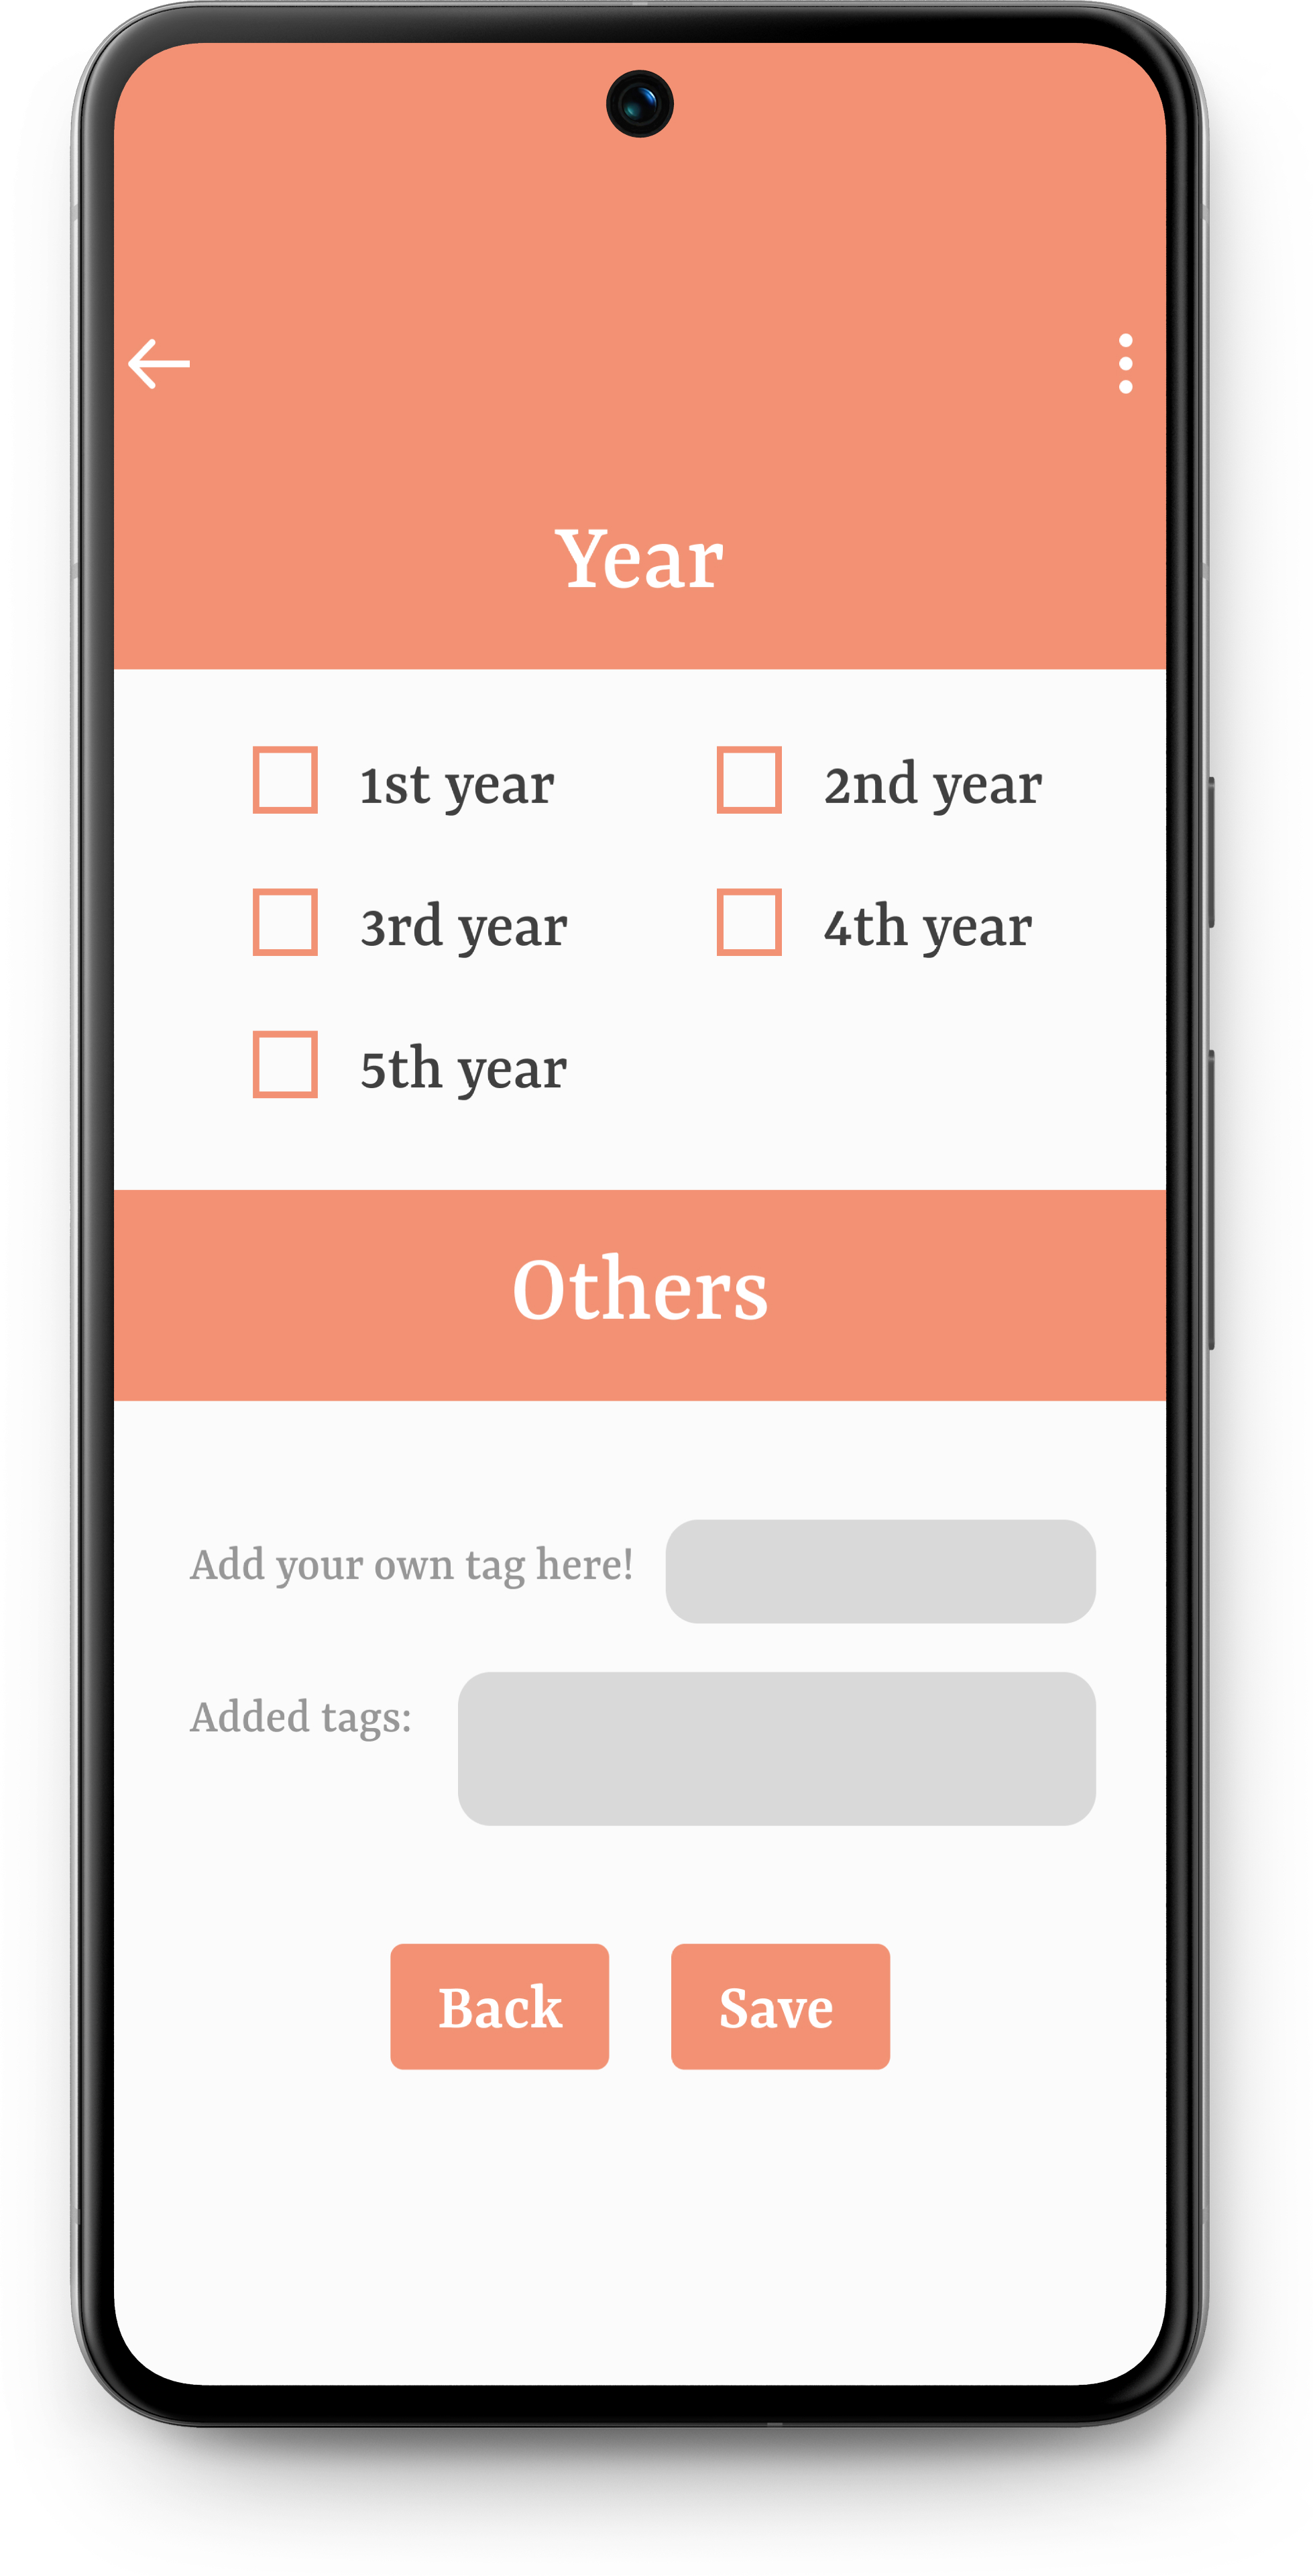 Year
1st year
2nd year
3rd year
4th year
5th year
Others
Add your own tag here!
Added tags:
Back
Save